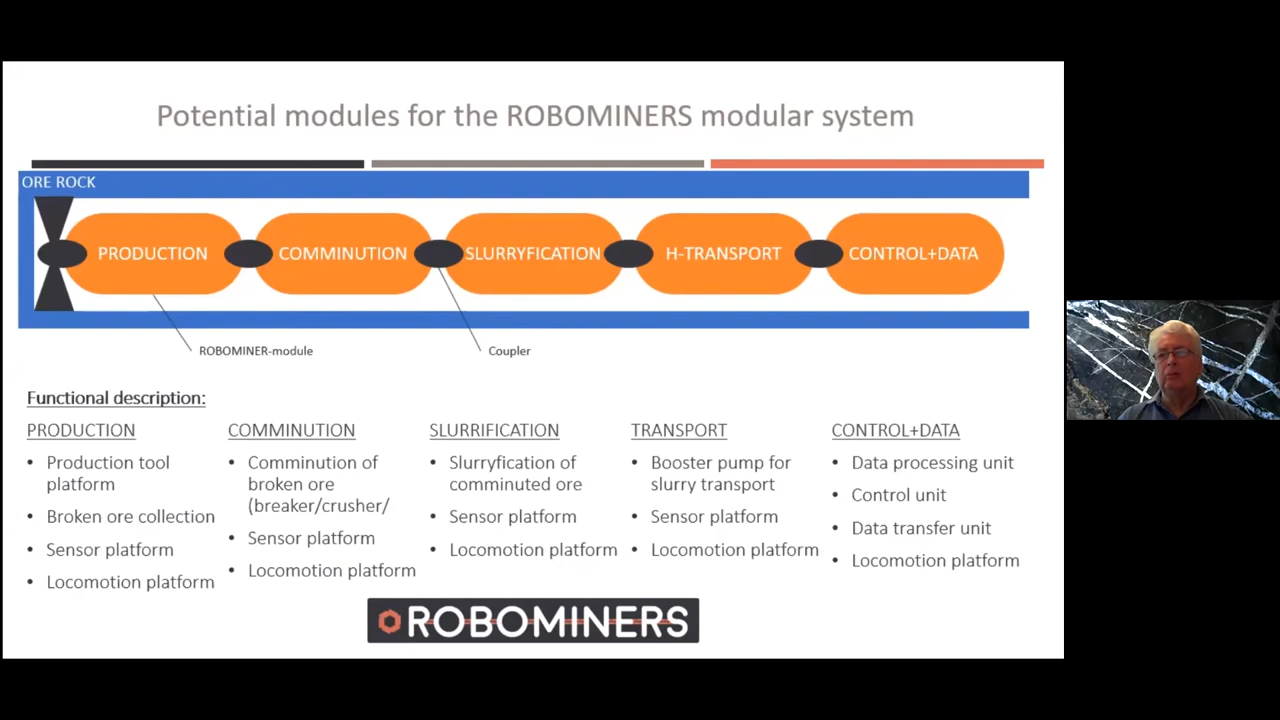 Potential modules for the ROBOMINERS modular system
ORE ROCK
PRODUCTION
COMMINUTION
SLURRYFICATION
H-TRANSPORT
CONTROL+DATA
ROBOMINER-module
Coupler
Functional description:
PRODUCTION
• Production tool
platform
• Broken ore collection
• Sensor platform
• Locomotion platform
COMMINUTION
• Comminution of
broken ore
(breaker/crusher/
• Sensor platform
• Locomotion platform
SLURRIFICATION
• Slurryfication of
comminuted ore
• Sensor platform
• Locomotion platform
TRANSPORT
• Booster pump for
slurry transport
• Sensor platform
• Locomotion platform
CONTROL+DATA
• Data processing unit
• Control unit
• Data transfer unit
• Locomotion platform
ROBOMINERS